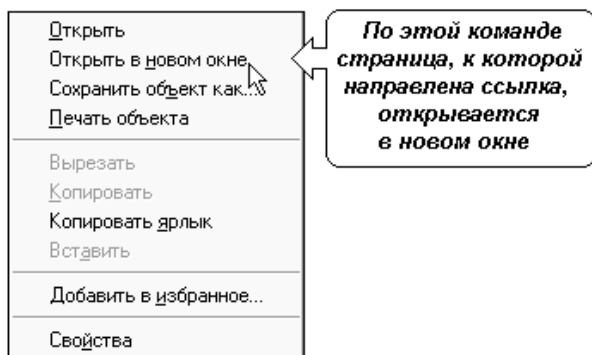 Открыть
Открыть в новом окне
Сохранить объект как...
Печать объекта
Вырезать
Копировать
Копировать ярлык
Вставить
Добавить в избранное...
Свойства
По этой команде
страница, к которой
направлена ссылка,
открывается
в новом окне